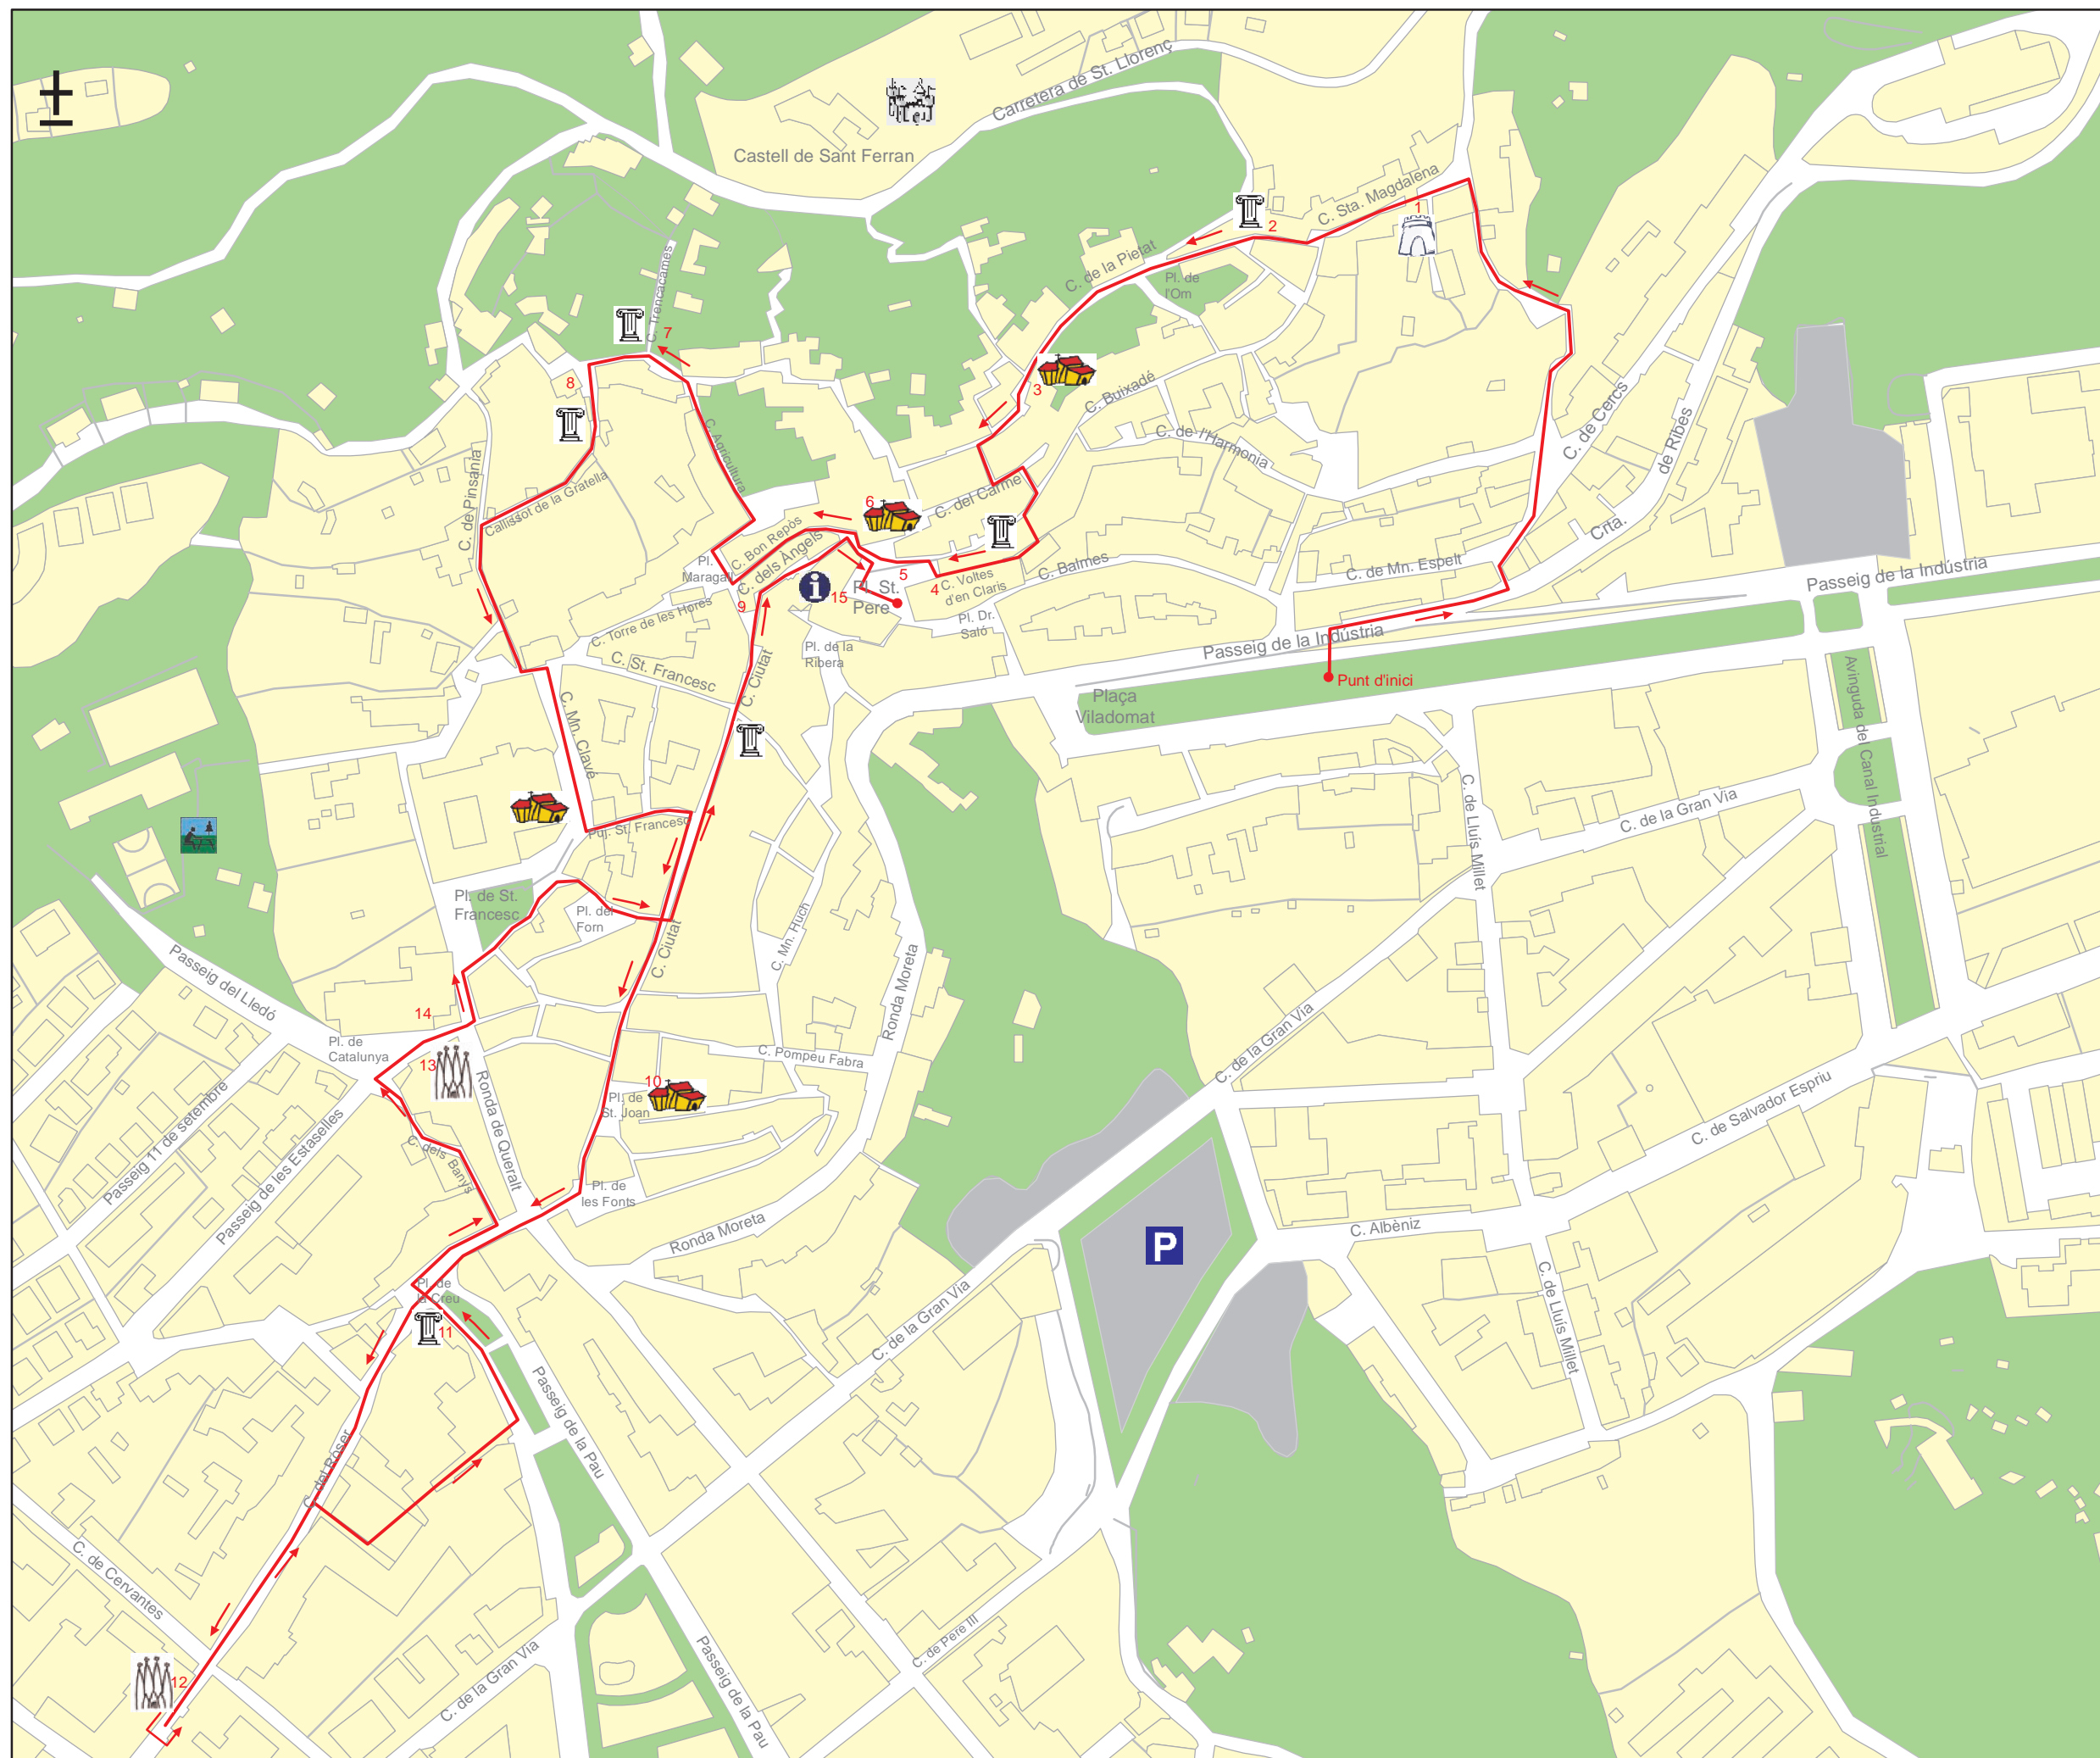 Carretera de St. Llorenç
Castell de Sant Ferran
C. Sta. Magdalena
1
2
C. de la Pietat
Pl. de
l'Om
C. Trencacames
7
8
3
C. Buixadé
C. de l'Harmonia
C. de Cercs
Crta.
de Ribes
C. Agricultura
C. de Pinsania
Callissot de la Gratella
6
C. del Carme
C. Bon Repòs
C. dels Àngels
Pl.
Maragall
C. Balmes
C. de Mn. Espelt
Passeig de la Indústria
5
4
C. Voltes
d'en Claris
i
15
Pl. St.
Pere
9
C. Torre de les Hores
Pl. Dr.
Saló
C. St. Francesc
Pl. de la
Ribera
Passeig de la Indústria
Punt d'inici
Plaça
Viladomat
C. Ciutat
C. Mn. Clavé
Avinguda del Canal Industrial
C. de Lluís Millet
C. de la Gran Via
Puj. St. Francesc
Pl. de St.
Francesc
Pl. del
Forn
C. Ciutat
C. Mn. Huch
Ronda Moreta
Passeig del Lledó
14
Pl. de
Catalunya
13
C. Pompeu Fabra
C. de la Gran Via
10
Pl. de
St. Joan
Ronda de Queralt
Passeig 11 de setembre
Passeig de les Estaselles
C. dels Banys
C. de Salvador Espriu
Pl. de
les Fonts
Ronda Moreta
C. Albèniz
P
Pl. de
la Creu
11
C. de la Gran Via
C. de Lluís Millet
Passeig de la Pau
C. del Roser
C. de Cervantes
12
C. de la Gran Via
Passeig de la Pau
C. de Pere III